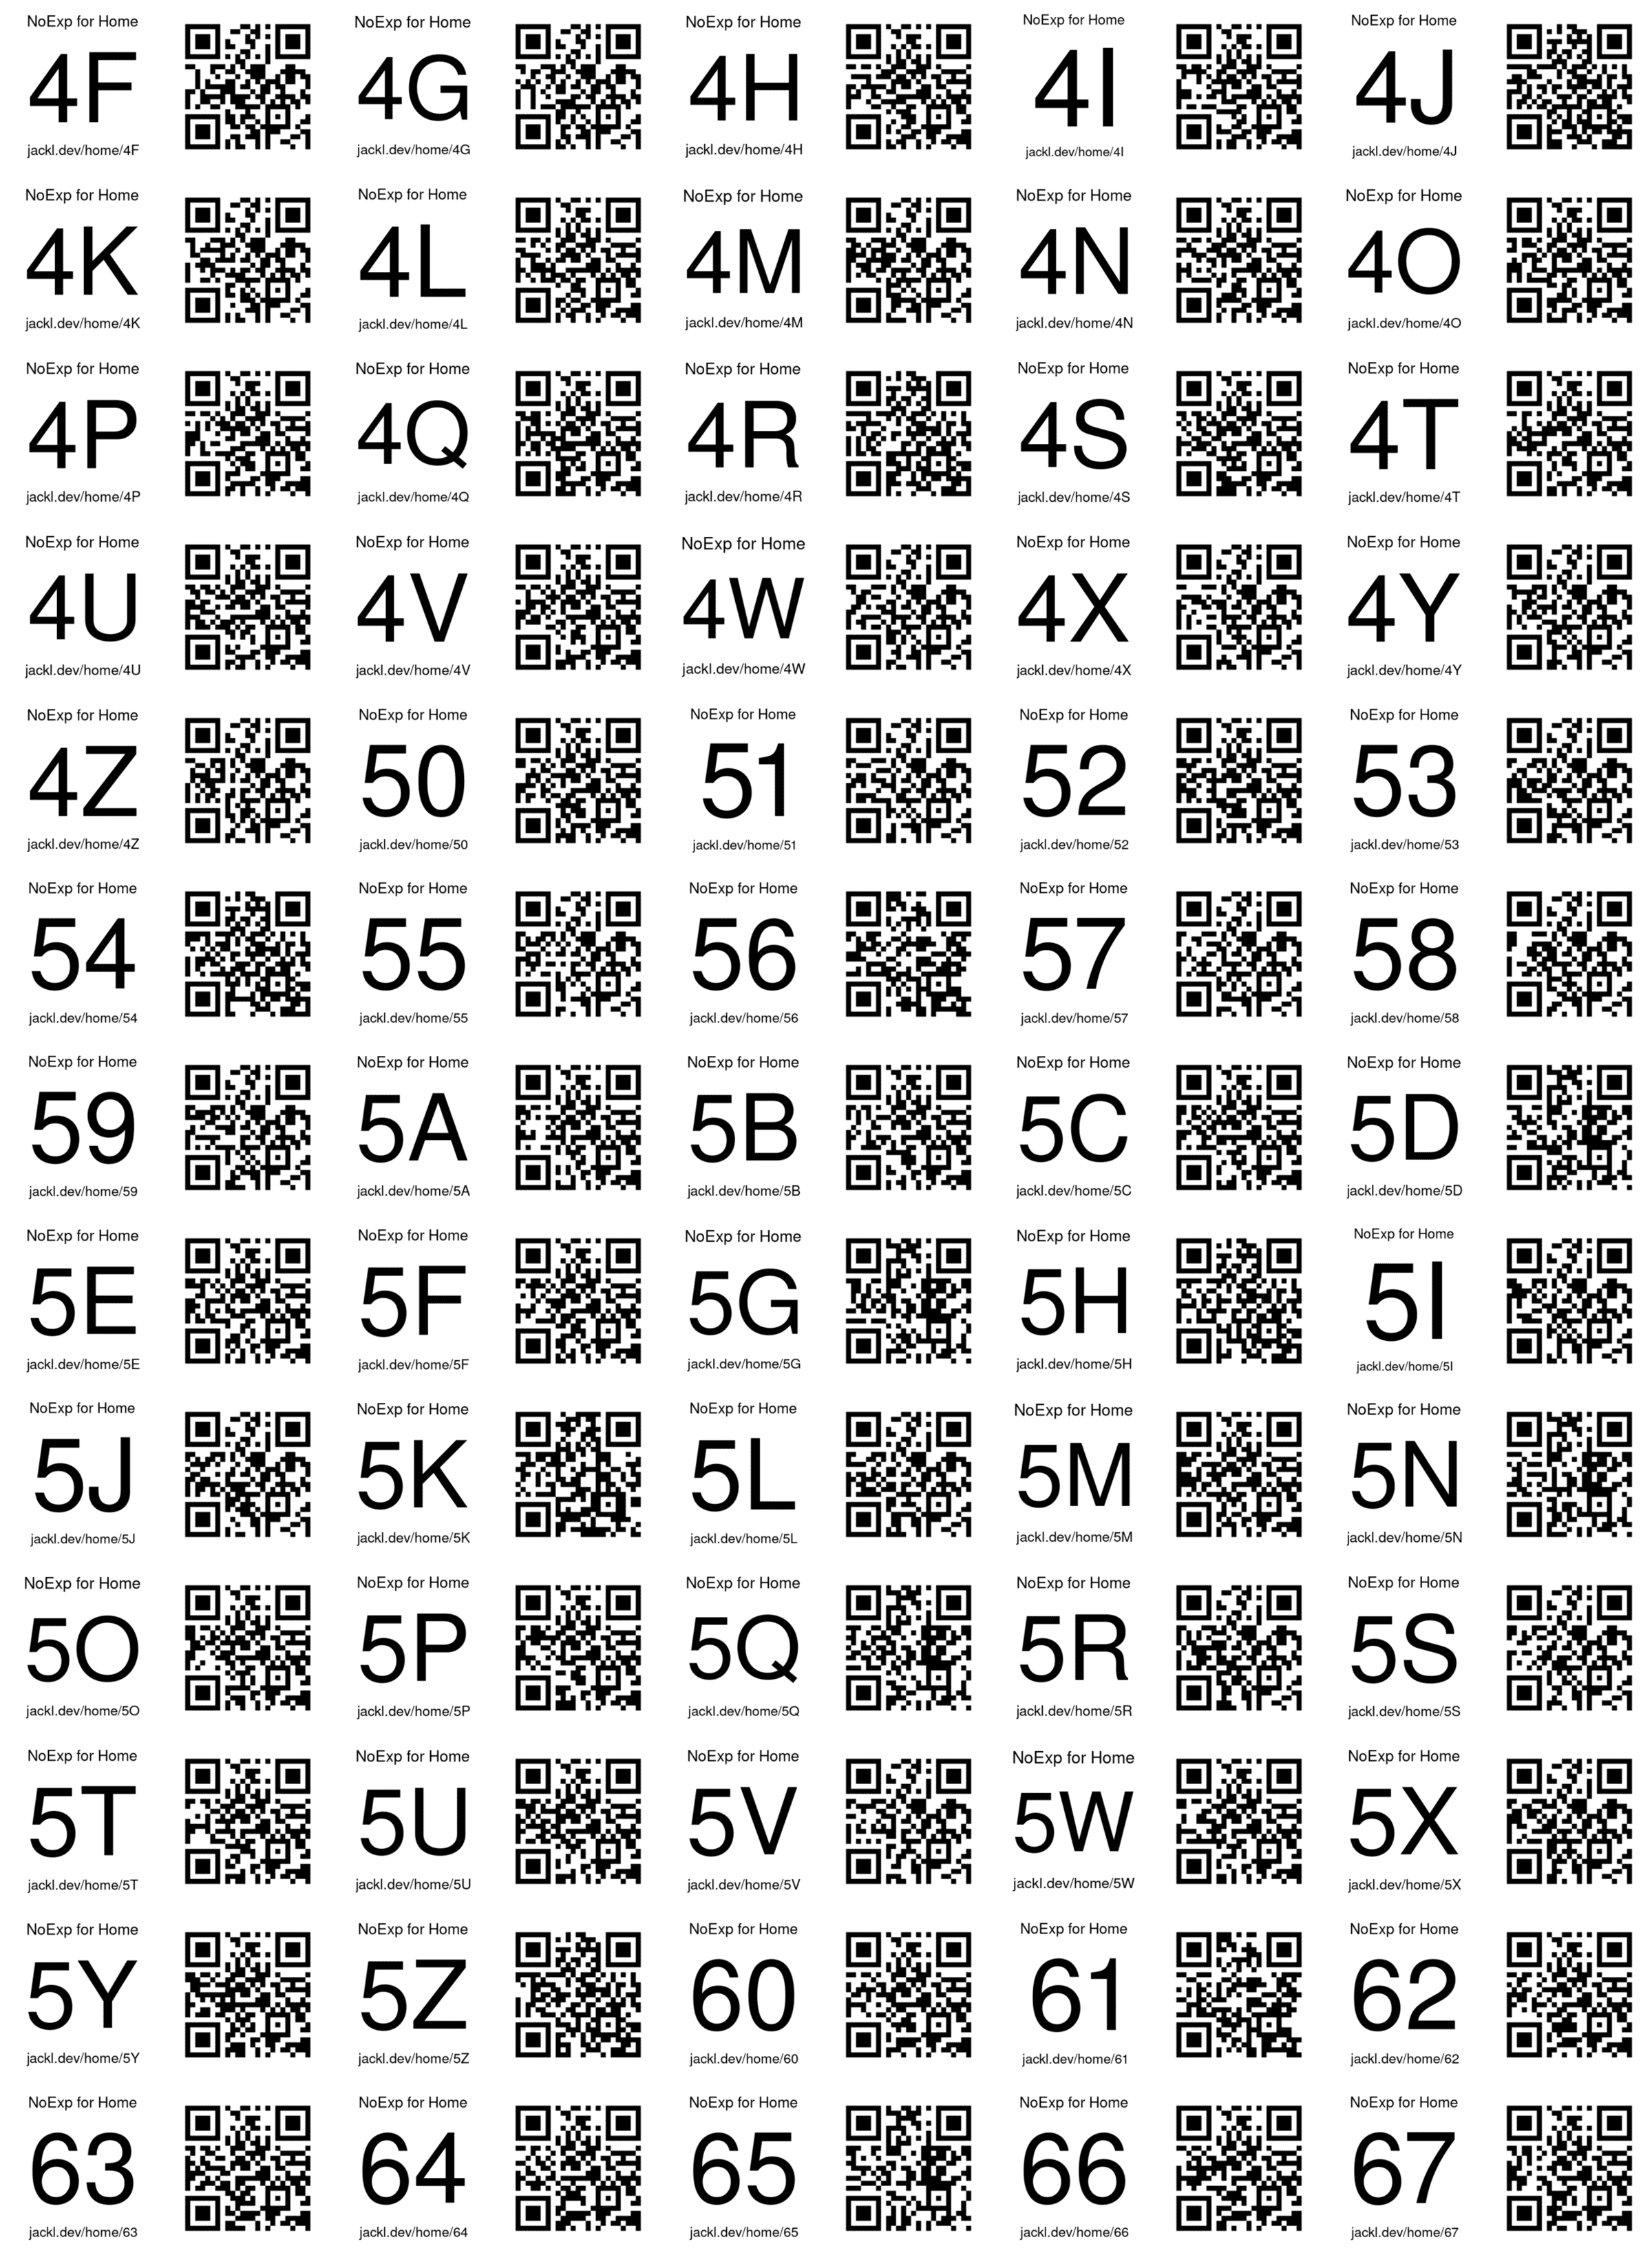 NoExp for Home NoExp for Home NoExp for Home NoExp for Home NoExp for Home
4F 4G 4H 4I 4J
jackl.dev/home/4F jackl.dev/home/4G jackl.dev/home/4H jackl.dev/home/4I jackl.dev/home/4J
NoExp for Home NoExp for Home NoExp for Home NoExp for Home NoExp for Home
4K 4L 4M 4N 4O
jackl.dev/home/4K jackl.dev/home/4L jackl.dev/home/4M jackl.dev/home/4N jackl.dev/home/4O
NoExp for Home NoExp for Home NoExp for Home NoExp for Home NoExp for Home
4P 4Q 4R 4S 4T
jackl.dev/home/4P jackl.dev/home/4Q jackl.dev/home/4R jackl.dev/home/4S jackl.dev/home/4T
NoExp for Home NoExp for Home NoExp for Home NoExp for Home NoExp for Home
4U 4V 4W 4X 4Y
jackl.dev/home/4U jackl.dev/home/4V jackl.dev/home/4W jackl.dev/home/4X jackl.dev/home/4Y
NoExp for Home NoExp for Home NoExp for Home NoExp for Home NoExp for Home
4Z 50 51 52 53
jackl.dev/home/4Z jackl.dev/home/50 jackl.dev/home/51 jackl.dev/home/52 jackl.dev/home/53
NoExp for Home NoExp for Home NoExp for Home NoExp for Home NoExp for Home
54 55 56 57 58
jackl.dev/home/54 jackl.dev/home/55 jackl.dev/home/56 jackl.dev/home/57 jackl.dev/home/58
NoExp for Home NoExp for Home NoExp for Home NoExp for Home NoExp for Home
59 5A 5B 5C 5D
jackl.dev/home/59 jackl.dev/home/5A jackl.dev/home/5B jackl.dev/home/5C jackl.dev/home/5D
NoExp for Home NoExp for Home NoExp for Home NoExp for Home NoExp for Home
5E 5F 5G 5H 5I
jackl.dev/home/5E jackl.dev/home/5F jackl.dev/home/5G jackl.dev/home/5H jackl.dev/home/5I
NoExp for Home NoExp for Home NoExp for Home NoExp for Home NoExp for Home
5J 5K 5L 5M 5N
jackl.dev/home/5J jackl.dev/home/5K jackl.dev/home/5L jackl.dev/home/5M jackl.dev/home/5N
NoExp for Home NoExp for Home NoExp for Home NoExp for Home NoExp for Home
5O 5P 5Q 5R 5S
jackl.dev/home/5O jackl.dev/home/5P jackl.dev/home/5Q jackl.dev/home/5R jackl.dev/home/5S
NoExp for Home NoExp for Home NoExp for Home NoExp for Home NoExp for Home
5T 5U 5V 5W 5X
jackl.dev/home/5T jackl.dev/home/5U jackl.dev/home/5V jackl.dev/home/5W jackl.dev/home/5X
NoExp for Home NoExp for Home NoExp for Home NoExp for Home NoExp for Home
5Y 5Z 60 61 62
jackl.dev/home/5Y jackl.dev/home/5Z jackl.dev/home/60 jackl.dev/home/61 jackl.dev/home/62
NoExp for Home NoExp for Home NoExp for Home NoExp for Home NoExp for Home
63 64 65 66 67
jackl.dev/home/63 jackl.dev/home/64 jackl.dev/home/65 jackl.dev/home/66 jackl.dev/home/67